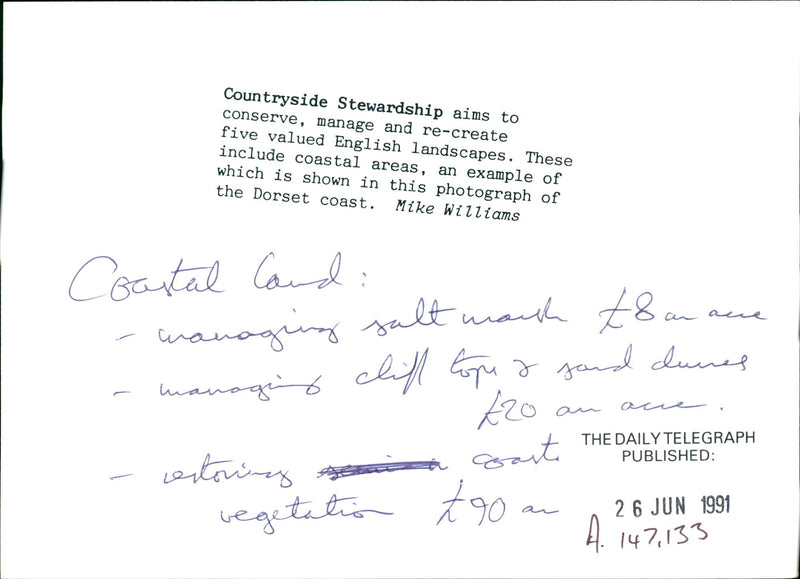 Countryside Stewardship aims to
conserve, manage and re-create
five valued English landscapes. These
include coastal areas, an example of
which is shown in this photograph of
the Dorset coast. Mike Williams
Coastal land:
- managing salt marsh £8 an acre
- managing cliff tops & sand dunes
£20 an acre.
- restoring coast
vegetation £90 an
THE DAILY TELEGRAPH
PUBLISHED:
26 JUN 1991
A. 147,133